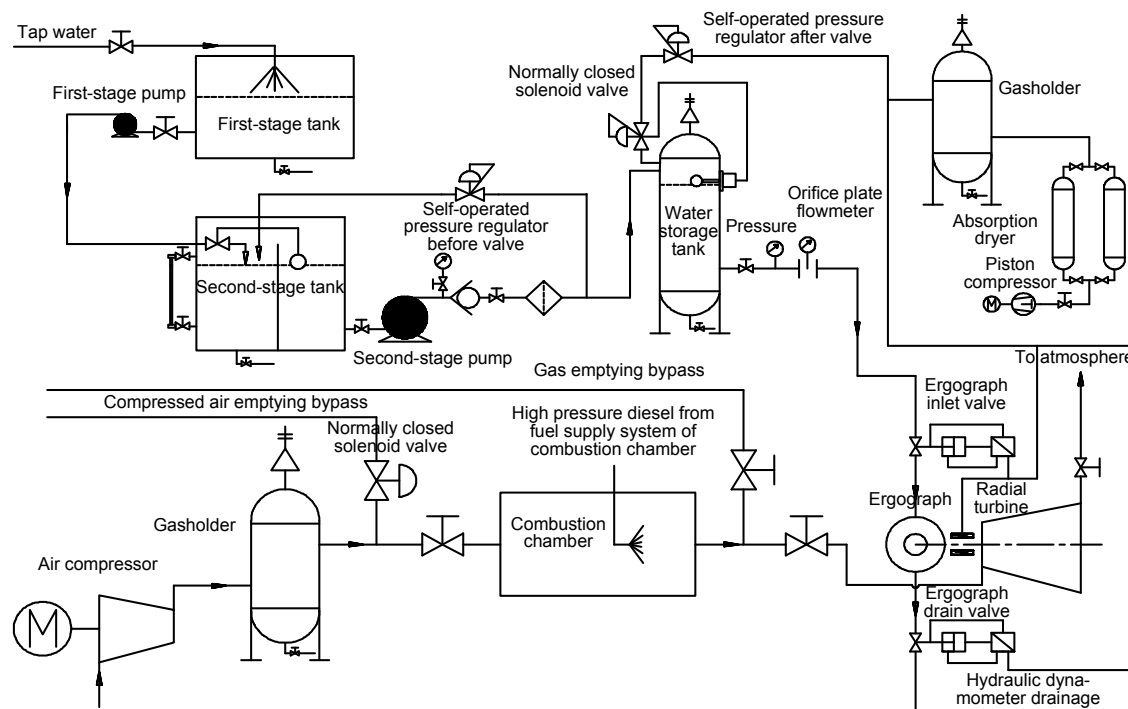 Tap water
Self-operated pressure
regulator after valve
Normally closed
solenoid valve
Gasholder
First-stage pump
First-stage tank
Self-operated
pressure regulator
before valve
Water
storage
tank
Pressure
Orifice plate
flowmeter
Absorption
dryer
Piston
compressor
M
Second-stage tank
Second-stage pump
To atmosphere
Gas emptying bypass
Compressed air emptying bypass
Normally closed
solenoid valve
High pressure diesel from
fuel supply system of
combustion chamber
Ergograph
inlet valve
Gasholder
Combustion
chamber
Ergograph
Radial
turbine
Air compressor
M
Ergograph
drain valve
Hydraulic dyna-
mometer drainage